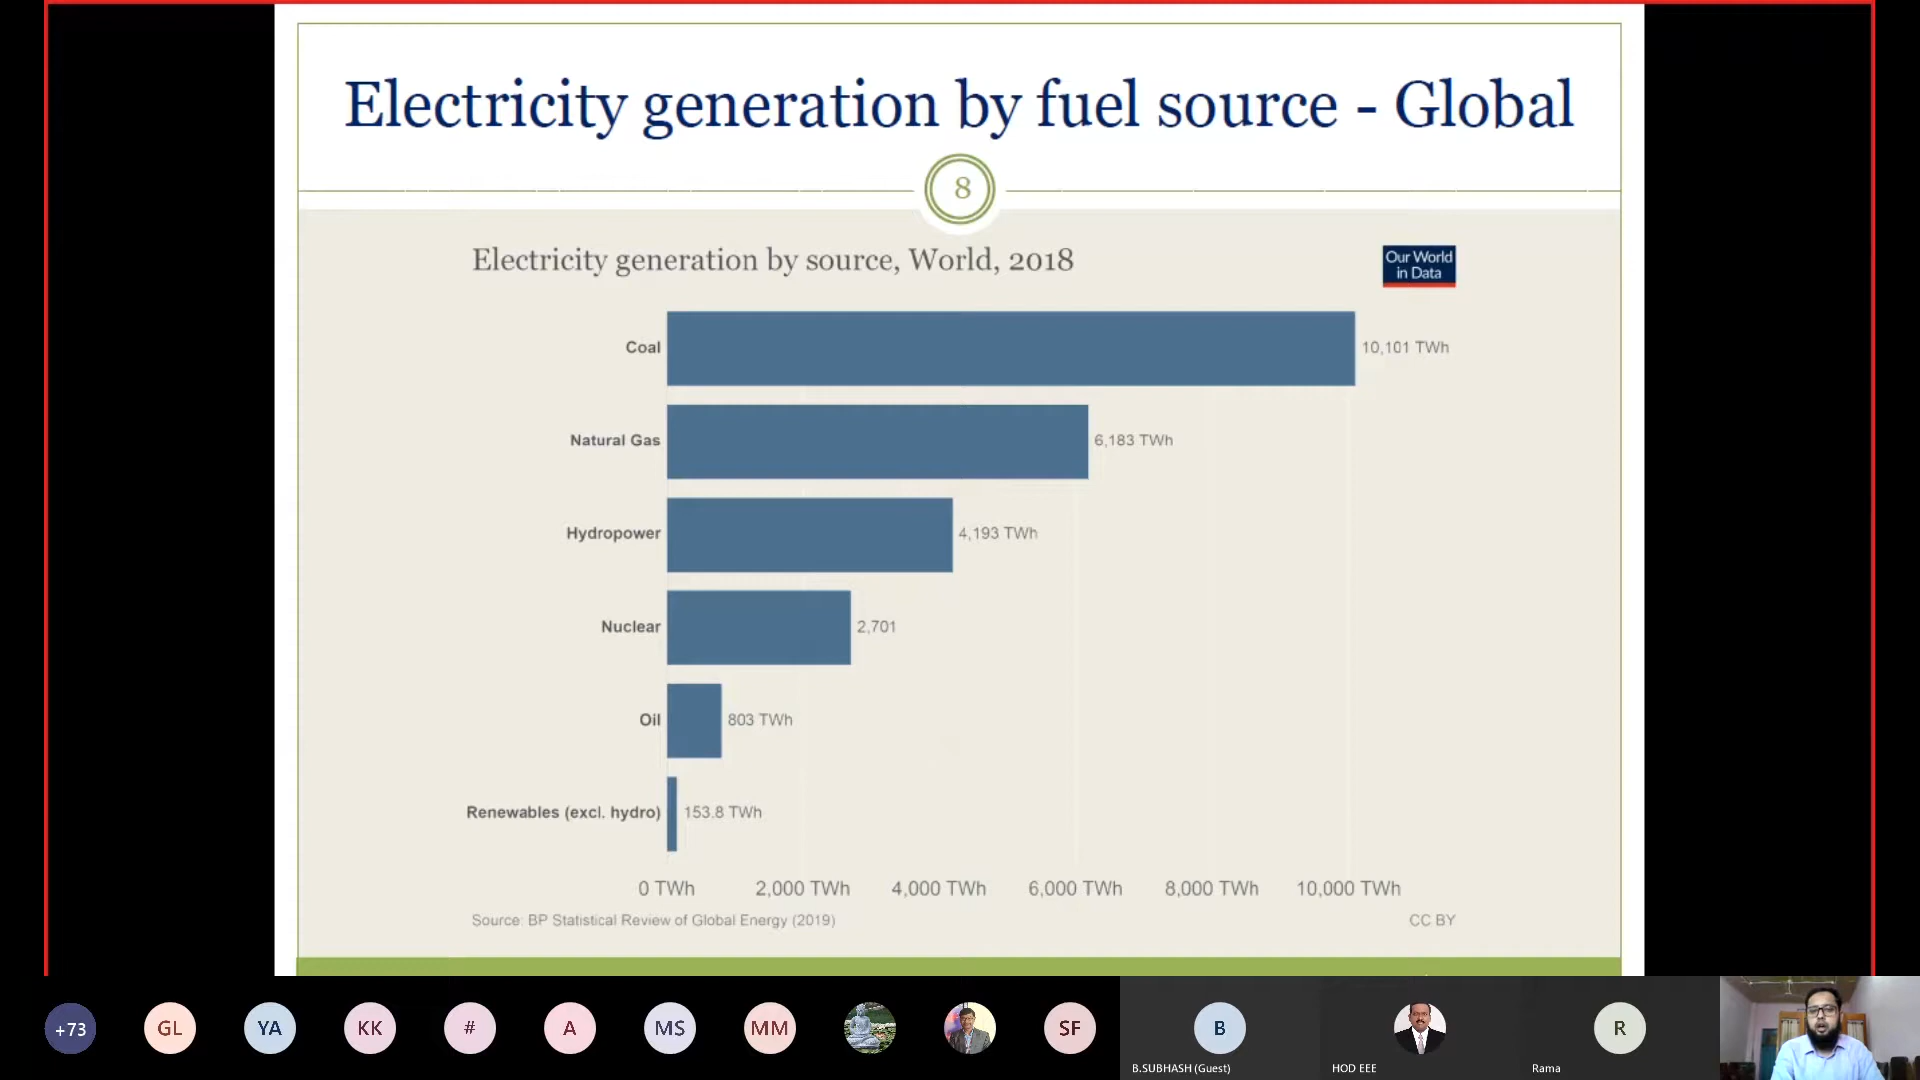 Electricity generation by fuel source - Global
8
Electricity generation by source, World, 2018
Our World
in Data
Coal
10,101 TWh
Natural Gas
6,183 TWh
Hydropower
4,193 TWh
Nuclear
2,701
Oil
803 TWh
Renewables (excl. hydro)
153.8 TWh
0 TWh
2,000 TWh
4,000 TWh
6,000 TWh
8,000 TWh
10,000 TWh
Source: BP Statistical Review of Global Energy (2019)
CC BY
+73
GL
YA
KK
#
A
MS
MM
SF
B
R
B.SUBHASH (Guest)
HOD EEE
Rama